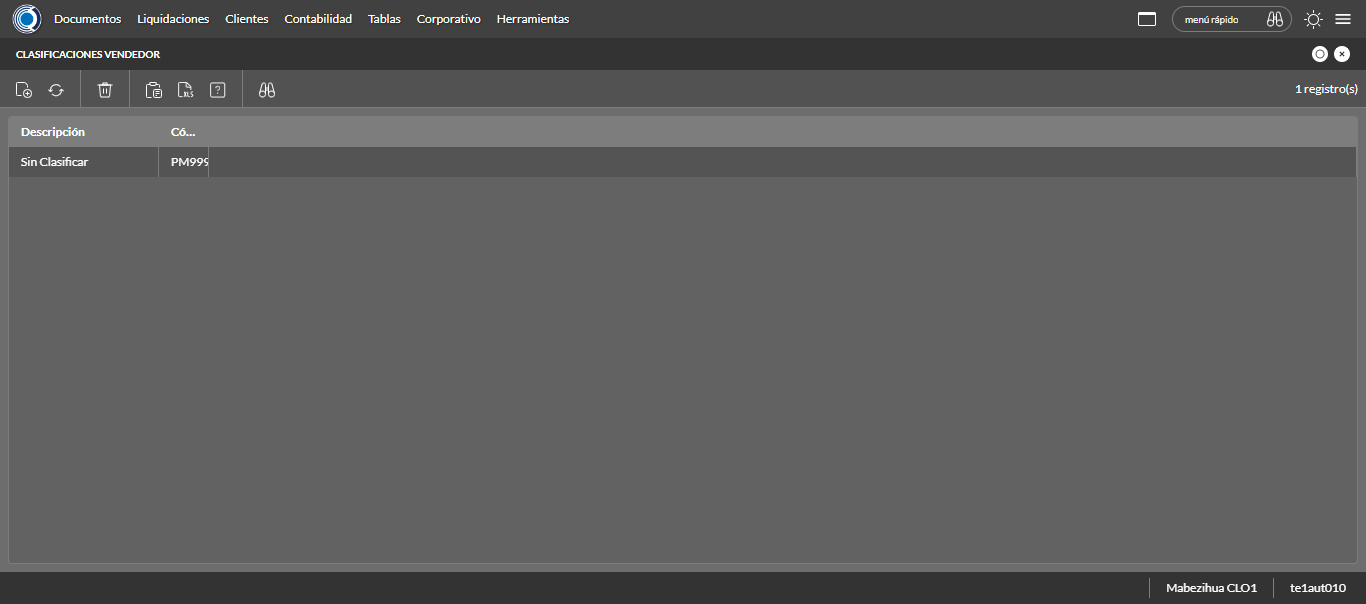 Documentos Liquidaciones Clientes Contabilidad Tablas Corporativo Herramientas menú rápido
CLASIFICACIONES VENDEDOR
XLS ? 1 registro(s)
Descripción Có...
Sin Clasificar PM999
Mabezihua CLO1 te1aut010